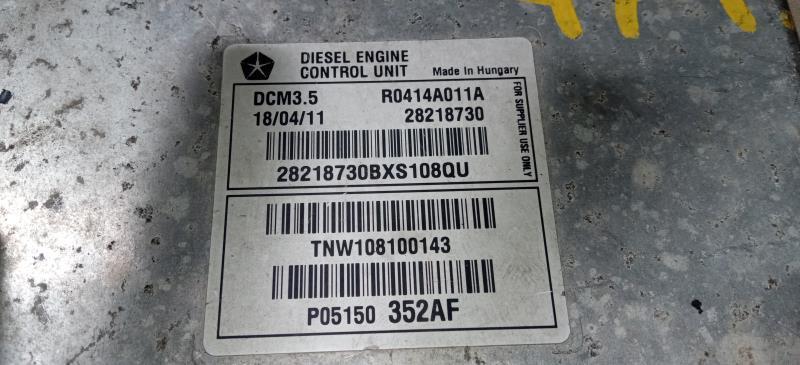 DIESEL ENGINE
CONTROL UNIT
Made In Hungary
DCM3.5 R0414A011A
18/04/11 28218730
28218730BXS108QU
FOR SUPPLIER USE ONLY
TNW108100143
P05150 352AF